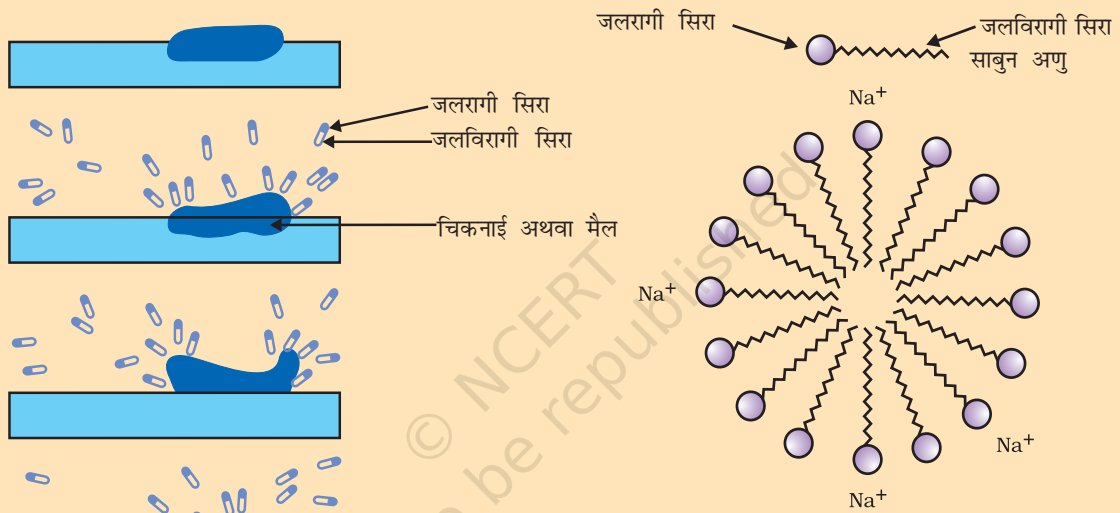 जलरागी सिरा
जलविरागी सिरा
चिकनाई अथवा मैल
जलरागी सिरा
जलविरागी सिरा
साबुन अणु
Na⁺
Na⁺
Na⁺
Na⁺
© NCERT
be republished